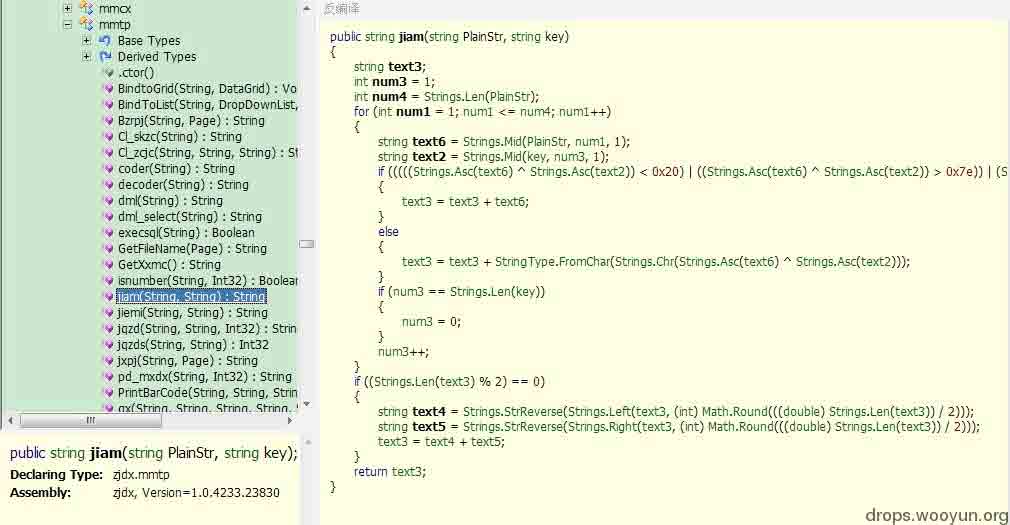 mmcx
mmtp
Base Types
Derived Types
.ctor()
BindtoGrid(String, DataGrid) : Vo
BindToList(String, DropDownList,
Bzrpj(String, Page) : String
Cl_skzc(String) : String
Cl_zcjc(String, String, String) : St
coder(String) : String
decoder(String) : String
dml(String) : String
dml_select(String) : String
execsql(String) : Boolean
GetFileName(Page) : String
GetXxmc() : String
isnumber(String, Int32) : Boolean
jiam(String, String) : String
jiemi(String, String) : String
jqzd(String, String, Int32) : Strin
jqzds(String, String) : Int32
jxpj(String, Page) : String
pd_mxdx(String, Int32) : String
PrintBarCode(String, String, String
qx(String, String, String, String, S
public string jiam(string PlainStr, string key);
Declaring Type: zjdx.mmtp
Assembly: zjdx, Version=1.0.4233.23830
反编译
public string jiam(string PlainStr, string key)
{
string text3;
int num3 = 1;
int num4 = Strings.Len(PlainStr);
for (int num1 = 1; num1 <= num4; num1++)
{
string text6 = Strings.Mid(PlainStr, num1, 1);
string text2 = Strings.Mid(key, num3, 1);
if (((((Strings.Asc(text6) ^ Strings.Asc(text2)) < 0x20) | ((Strings.Asc(text6) ^ Strings.Asc(text2)) > 0x7e)) | (S
{
text3 = text3 + text6;
}
else
{
text3 = text3 + StringType.FromChar(Strings.Chr(Strings.Asc(text6) ^ Strings.Asc(text2)));
}
if (num3 == Strings.Len(key))
{
num3 = 0;
}
num3++;
}
if ((Strings.Len(text3) % 2) == 0)
{
string text4 = Strings.StrReverse(Strings.Left(text3, (int) Math.Round(((double) Strings.Len(text3)) / 2)));
string text5 = Strings.StrReverse(Strings.Right(text3, (int) Math.Round(((double) Strings.Len(text3)) / 2)));
text3 = text4 + text5;
}
return text3;
}
drops.wooyun.org